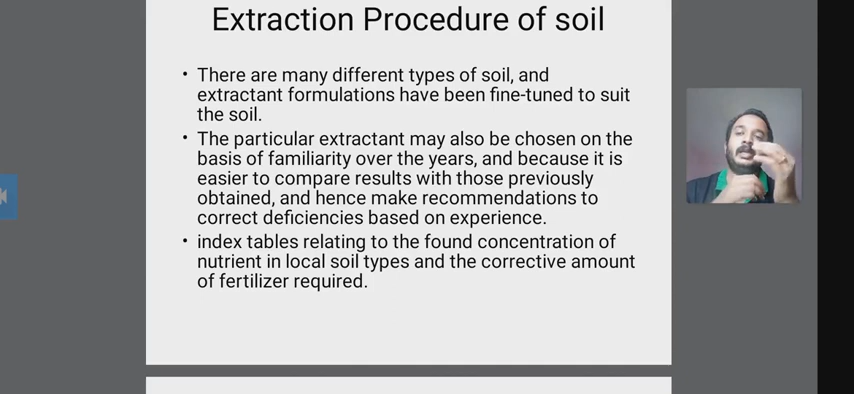 Extraction Procedure of soil
• There are many different types of soil, and
extractant formulations have been fine-tuned to suit
the soil.
• The particular extractant may also be chosen on the
basis of familiarity over the years, and because it is
easier to compare results with those previously
obtained, and hence make recommendations to
correct deficiencies based on experience.
• index tables relating to the found concentration of
nutrient in local soil types and the corrective amount
of fertilizer required.